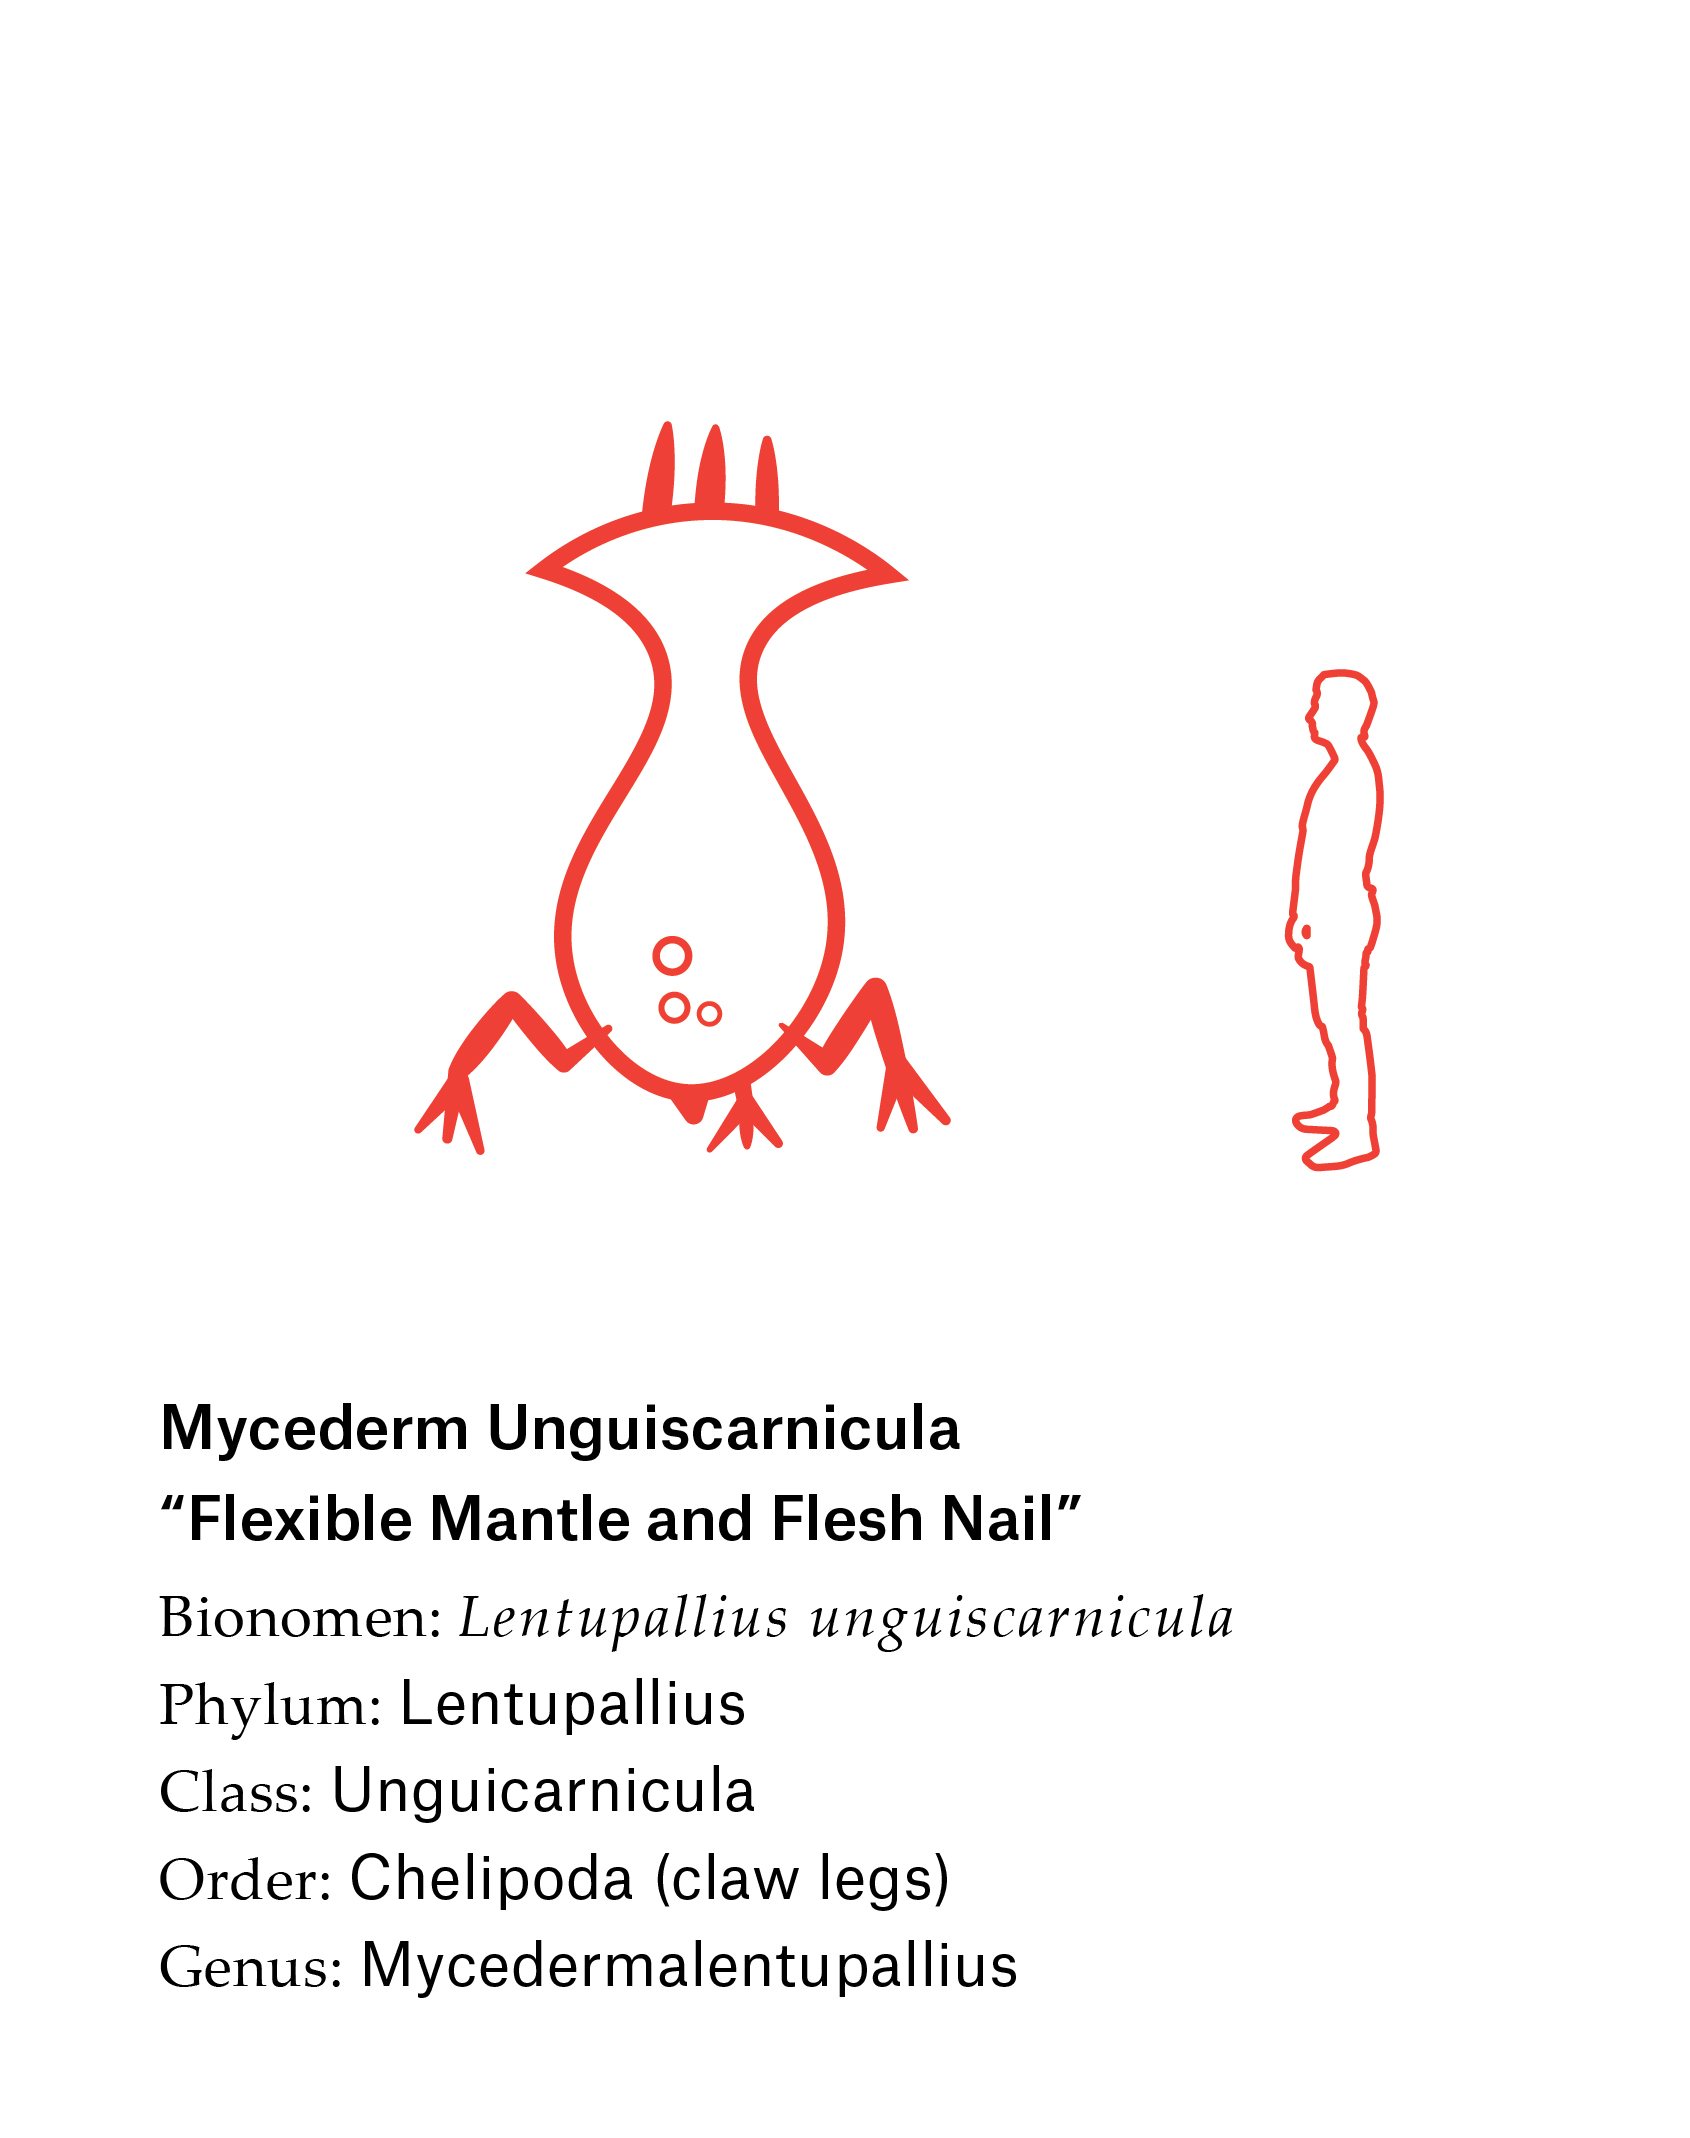 Mycederm Unguiscarnicula
“Flexible Mantle and Flesh Nail”
Bionomen: Lentupallius unguiscarnicula
Phylum: Lentupallius
Class: Unguicarnicula
Order: Chelipoda (claw legs)
Genus: Mycedermalentupallius